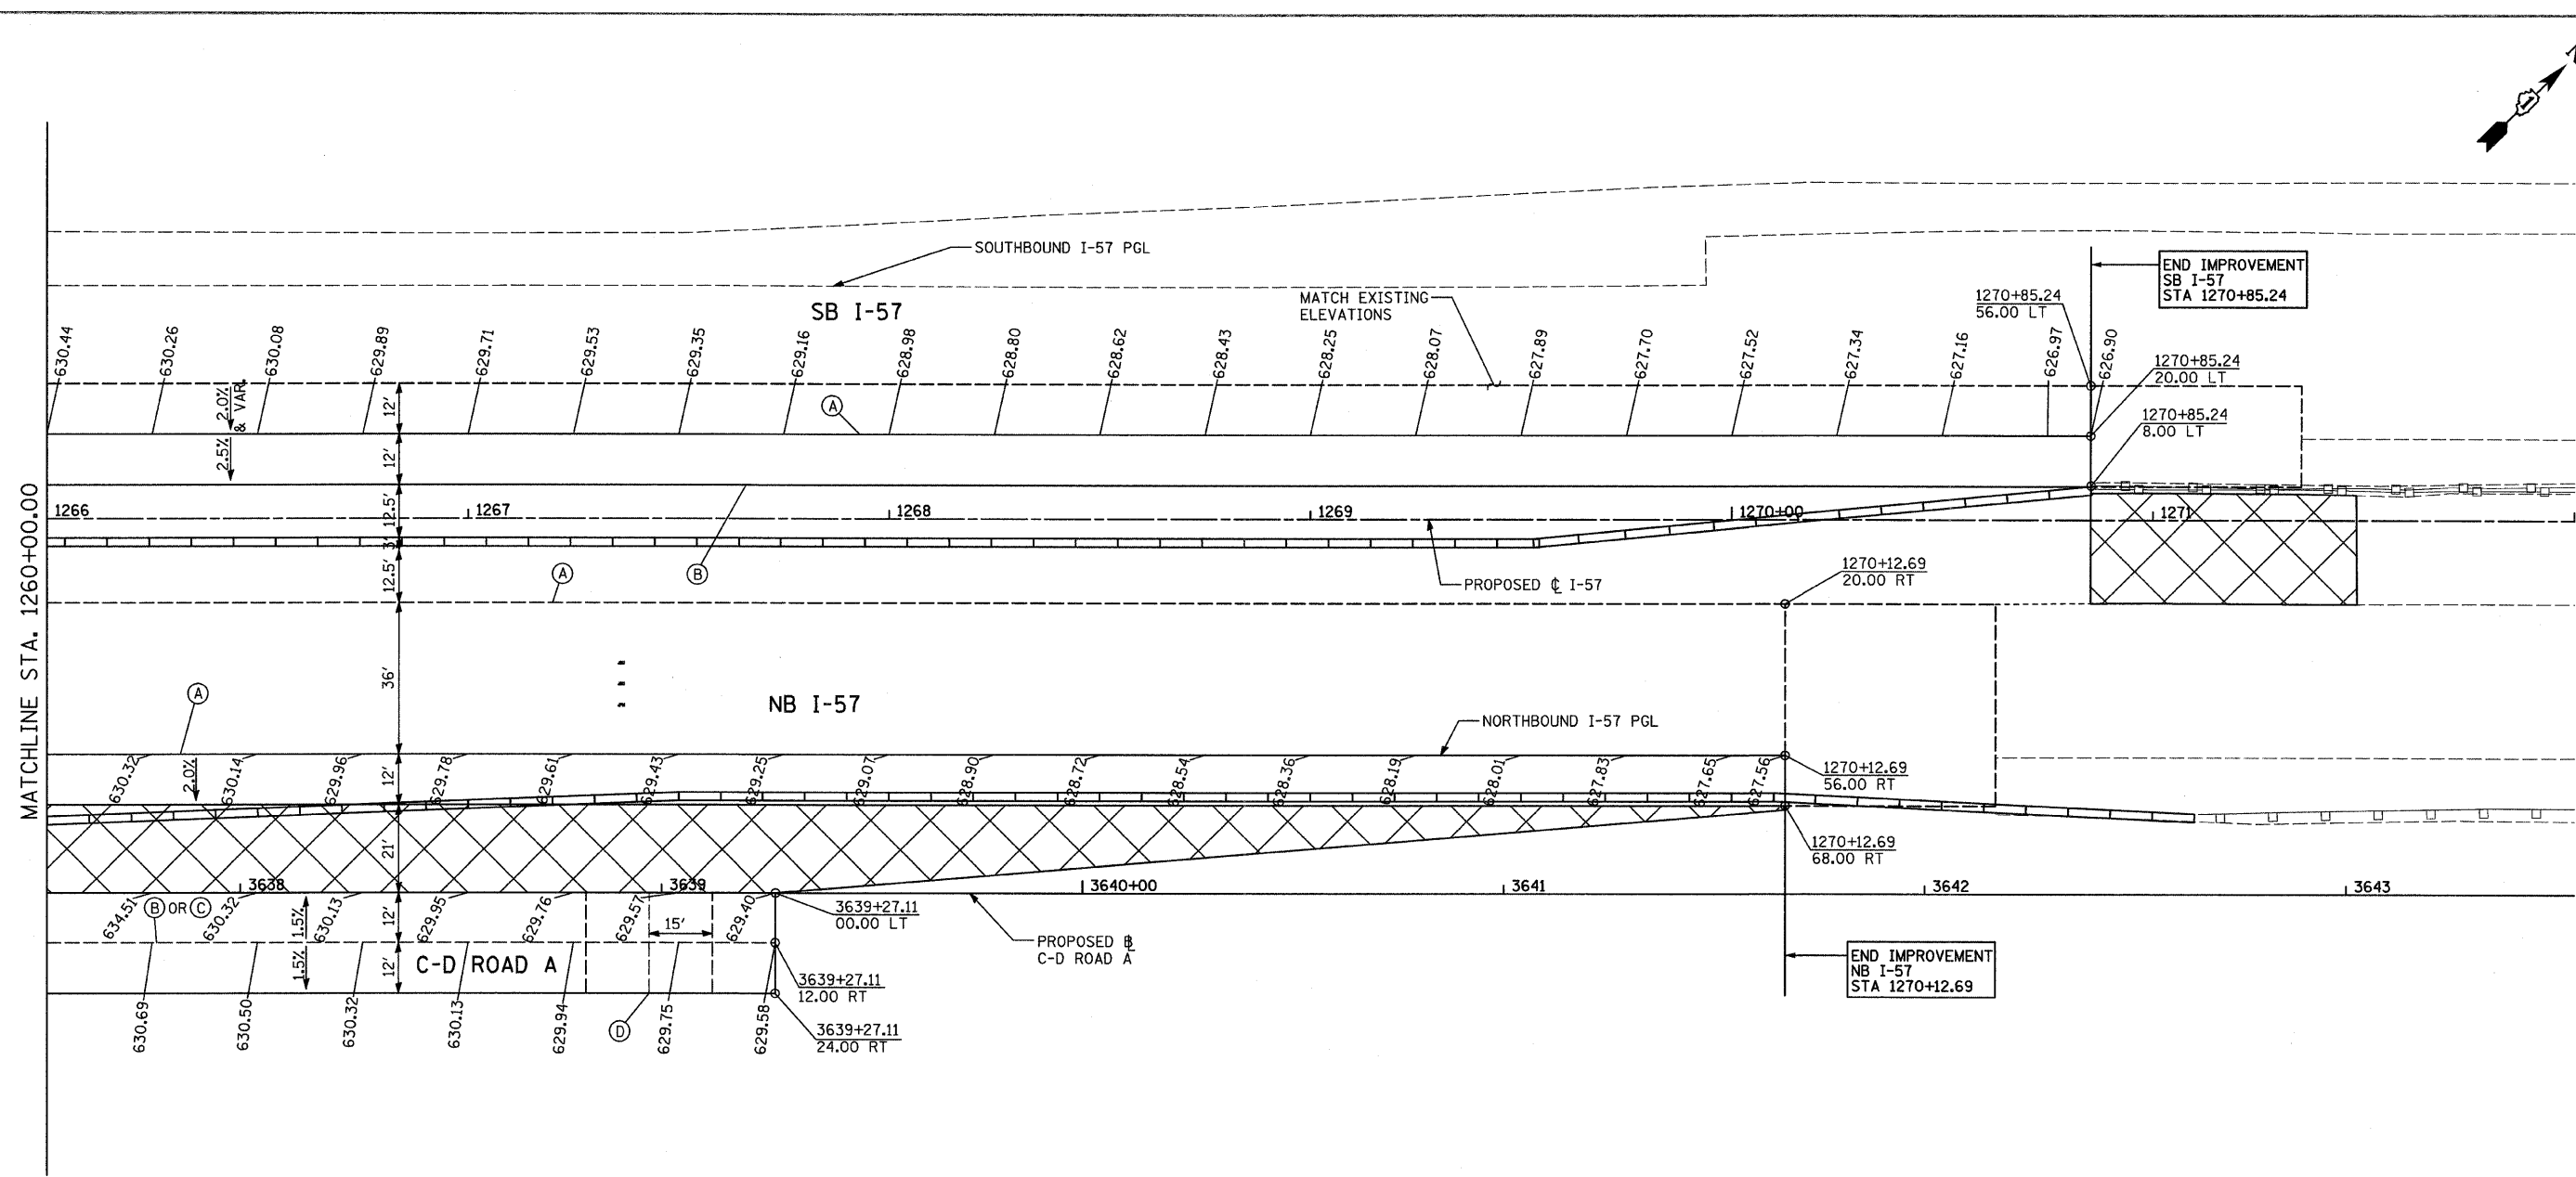 SOUTHBOUND I-57 PGL
END IMPROVEMENT
SB I-57
STA 1270+85.24
SB I-57
MATCH EXISTING
ELEVATIONS
1270+85.24
56.00 LT
630.44
630.26
630.08
629.89
629.71
629.53
629.35
629.16
628.98
628.80
628.62
628.43
628.25
628.07
627.89
627.70
627.52
627.34
627.16
626.97
626.90
1270+85.24
20.00 LT
2.0%
& VAR.
12'
A
1270+85.24
8.00 LT
2.5%
12'
MATCHLINE STA. 1260+00.00
1266
12.5'
1267
1268
1269
1270+00
1271
3'
12.5'
A
B
PROPOSED ℄ I-57
1270+12.69
20.00 RT
36'
A
NB I-57
NORTHBOUND I-57 PGL
630.32
2.0%
630.14
629.96
12'
629.78
629.61
629.43
629.25
629.07
628.90
628.72
628.54
628.36
628.19
628.01
627.83
627.65
627.56
1270+12.69
56.00 RT
21'
1270+12.69
68.00 RT
3638
3639
3640+00
3641
3642
3643
634.51
B OR C
630.32
1.5%
630.13
12'
629.95
629.76
629.57
15'
629.40
3639+27.11
00.00 LT
PROPOSED B
C-D ROAD A
1.5%
12'
C-D ROAD A
3639+27.11
12.00 RT
END IMPROVEMENT
NB I-57
STA 1270+12.69
630.69
630.50
630.32
630.13
629.94
D
629.75
629.58
3639+27.11
24.00 RT